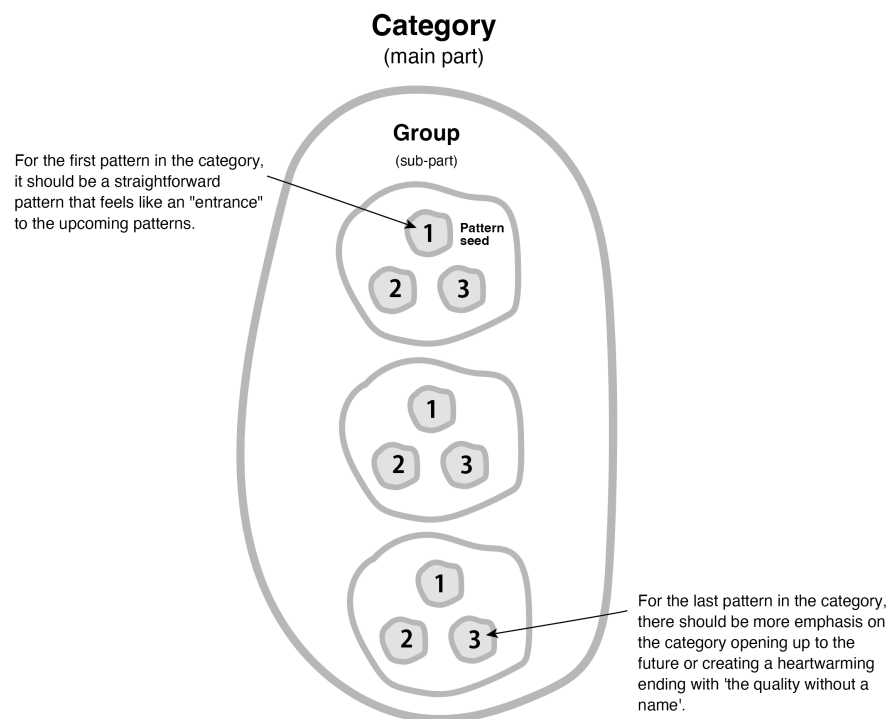 Category
(main part)
Group
(sub-part)
For the first pattern in the category,
it should be a straightforward
pattern that feels like an "entrance"
to the upcoming patterns.
1
Pattern
seed
2
3
1
2
3
1
2
3
For the last pattern in the category,
there should be more emphasis on
the category opening up to the
future or creating a heartwarming
ending with 'the quality without a
name'.